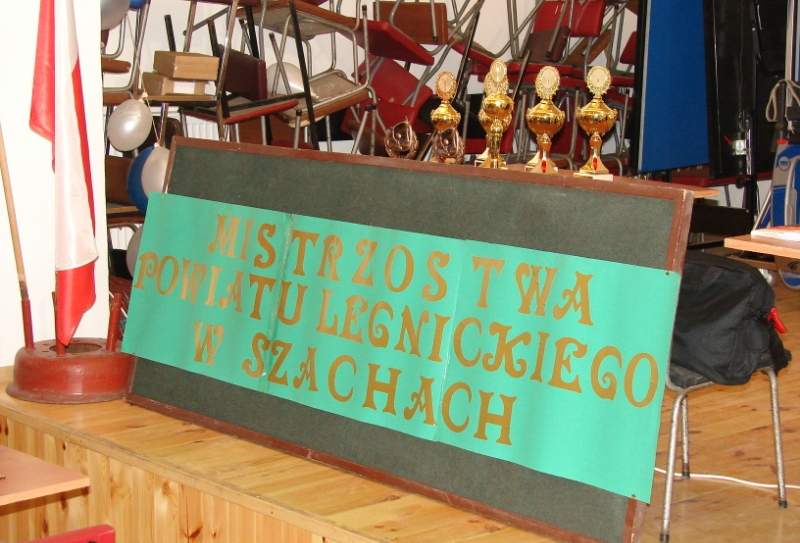 MISTRZOSTWA
POWIATU LEGNICKIEGO
W SZACHACH